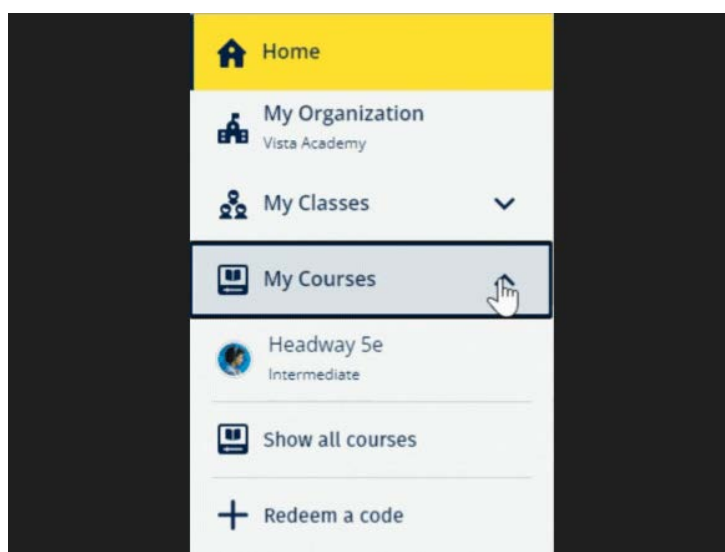 Home
My Organization
Vista Academy
My Classes
My Courses
Headway 5e
Intermediate
Show all courses
Redeem a code